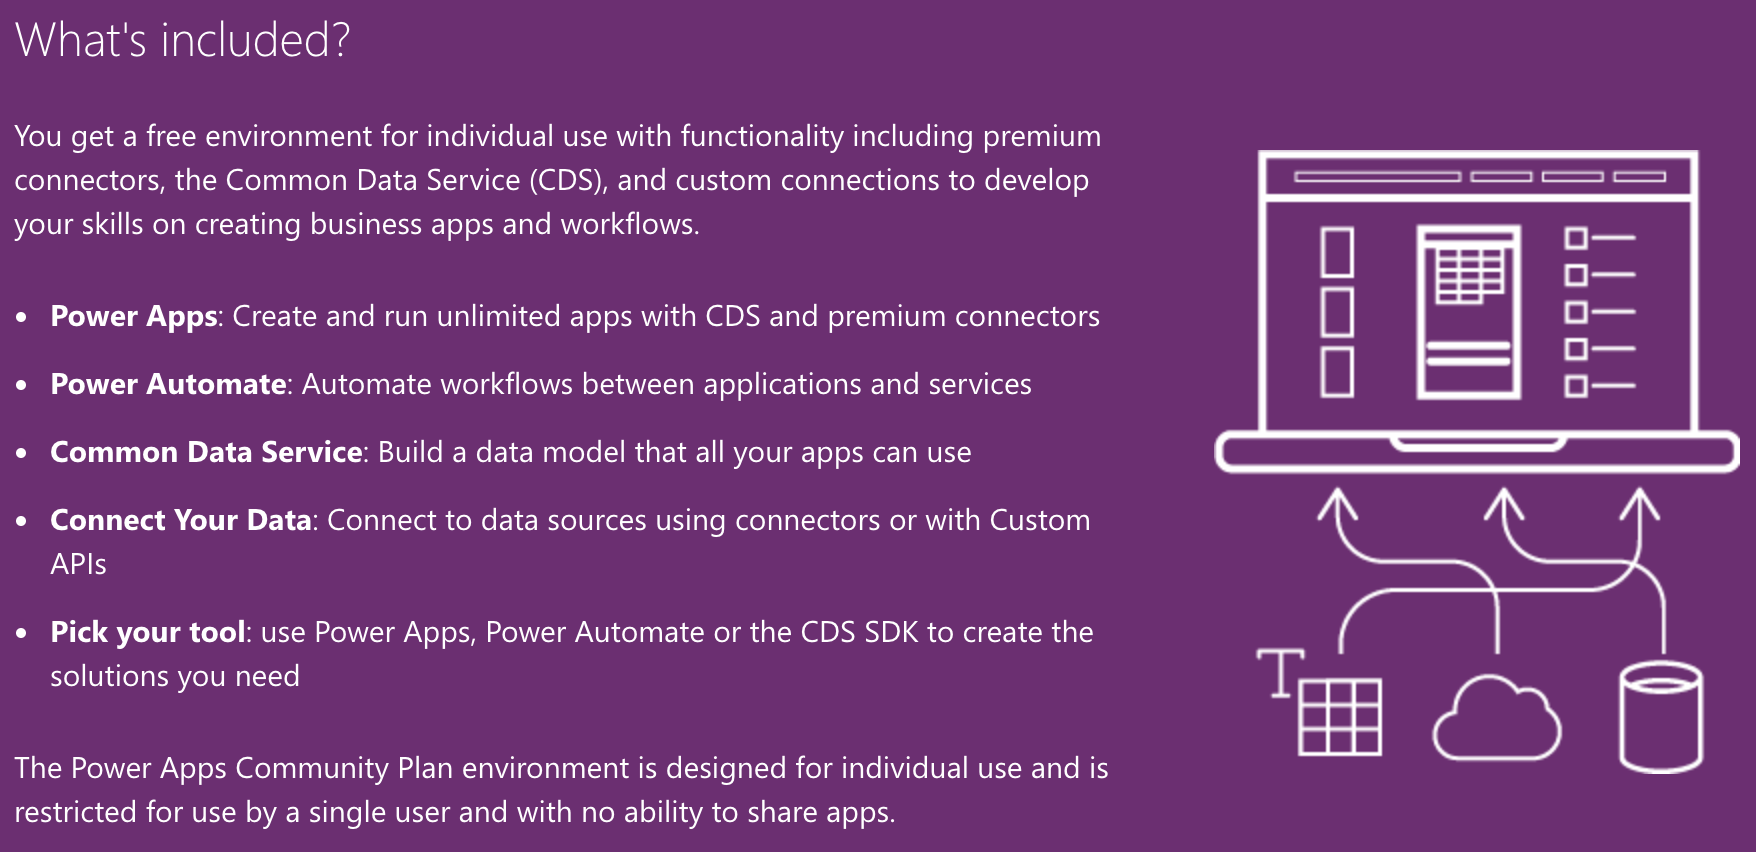 What's included?
You get a free environment for individual use with functionality including premium
connectors, the Common Data Service (CDS), and custom connections to develop
your skills on creating business apps and workflows.
• Power Apps: Create and run unlimited apps with CDS and premium connectors
• Power Automate: Automate workflows between applications and services
• Common Data Service: Build a data model that all your apps can use
• Connect Your Data: Connect to data sources using connectors or with Custom
APIs
• Pick your tool: use Power Apps, Power Automate or the CDS SDK to create the
solutions you need
The Power Apps Community Plan environment is designed for individual use and is
restricted for use by a single user and with no ability to share apps.
T